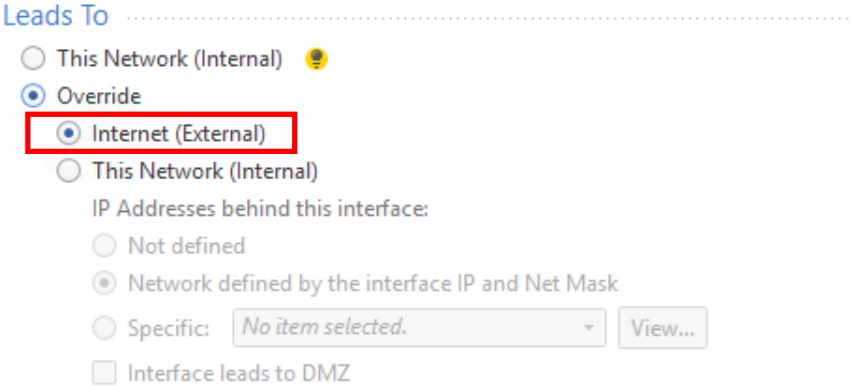 Leads To
This Network (Internal)
Override
Internet (External)
This Network (Internal)
IP Addresses behind this interface:
Not defined
Network defined by the interface IP and Net Mask
Specific: No item selected. View...
Interface leads to DMZ